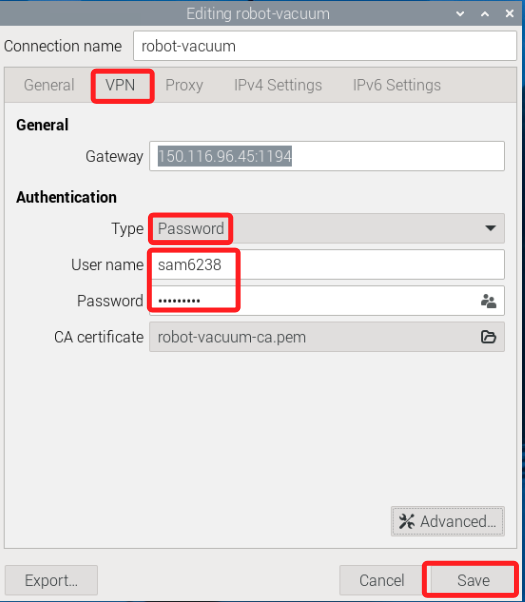 Editing robot-vacuum
Connection name robot-vacuum
General VPN Proxy IPv4 Settings IPv6 Settings
General
Gateway 150.116.96.45:1194
Authentication
Type Password
User name sam6238
Password •••••••••
CA certificate robot-vacuum-ca.pem
Advanced...
Export... Cancel Save